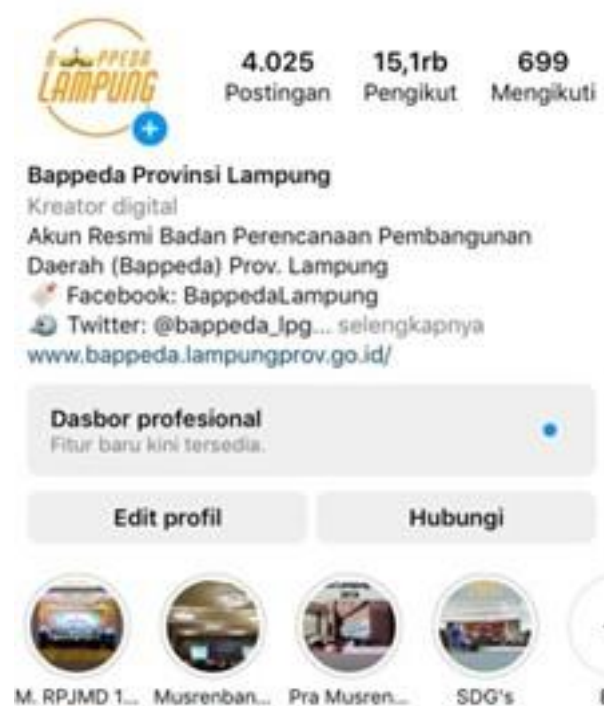 BAPPEDA
LAMPUNG
4.025 15,1rb 699
Postingan Pengikut Mengikuti
Bappeda Provinsi Lampung
Kreator digital
Akun Resmi Badan Perencanaan Pembangunan
Daerah (Bappeda) Prov. Lampung
Facebook: BappedaLampung
Twitter: @bappeda_lpg... selengkapnya
www.bappeda.lampungprov.go.id/
Dasbor profesional
Fitur baru kini tersedia.
Edit profil Hubungi
M. RPJMD 1... Musrenban... Pra Musren... SDG's